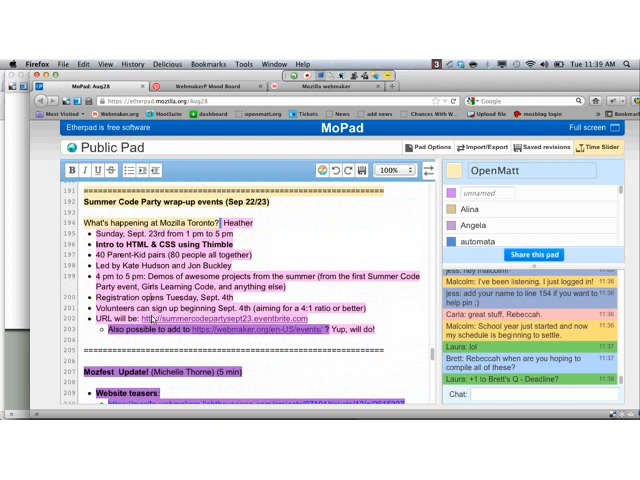 Firefox File Edit View History Bookmarks Tools Window Help
3 Tue 11:39 AM
MoPad: Aug28
WebmakerP Mood Board
Mozilla webmaker
https://etherpad.mozilla.org/Aug28
Google
Most Visited Webmaker HootSuite dashboard openmatt.org Tickets News add news Chances With W... Upload file mozblog login Bookmarks
Etherpad is free software
MoPad
Full screen
Public Pad
Pad Options Import/Export Saved revisions Time Slider
B I U S
100%
OpenMatt
unnamed
Alina
Angela
automata
Share this pad
191 ==================================================
192 Summer Code Party wrap-up events (Sep 22/23)
193
194 What's happening at Mozilla Toronto? Heather
195 Sunday, Sept. 23rd from 1 pm to 5 pm
196 Intro to HTML & CSS using Thimble
197 40 Parent-Kid pairs (80 people all together)
198 Led by Kate Hudson and Jon Buckley
199 4 pm to 5 pm: Demos of awesome projects from the summer (from the first Summer Code
Party event, Girls Learning Code, and anything else)
200 Registration opens Tuesday, Sept. 4th
201 Volunteers can sign up beginning Sept. 4th (aiming for a 4:1 ratio or better)
202 URL will be: http://summercodepartysept23.eventbrite.com
203 Also possible to add to https://webmaker.org/en-US/events/ ? Yup, will do!
205 ==================================================
207 Mozfest Update! (Michelle Thorne) (5 min)
208
209 Website teasers:
jess: hey malcolm!
Malcolm: I've been listening, I just logged in! 11:36
jess: add your name to line 154 if you want to help pin ;) 11:36
Carla: great stuff, Rebeccah. 11:36
Malcolm: School year just started and now my schedule is beginning to settle. 11:36
Laura: lol 11:37
Brett: Rebeccah when are you hoping to compile all of these? 11:37
Laura: +1 to Brett's Q - Deadline? 11:38
Chat: